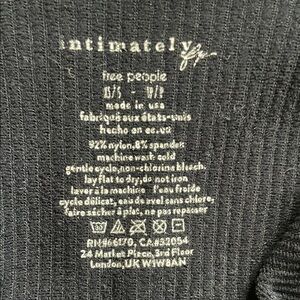 intimately fp
free people
XS/S - TP/P
made in usa
fabriqué aux états-unis
hecho en ee.uu
92% nylon,8% spandex
machine wash cold
gentle cycle,non-chlorine bleach
lay flat to dry,do not iron
laver à la machine l'eau froide
cycle délicat, eau de javel sans chlore,
faire sécher à plat, ne pas repasser
RN#66170, CA#32054
24 Market Place,3rd Floor
London,UK W1W8AN